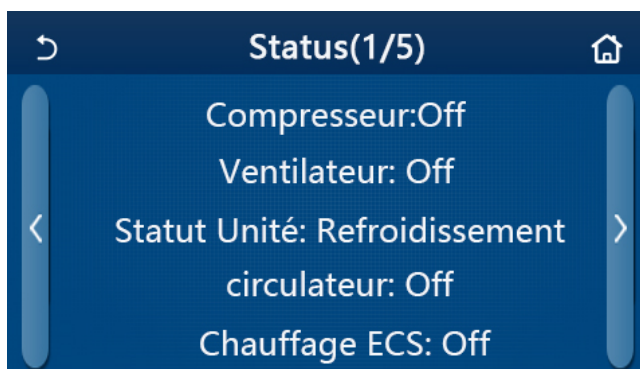 Status(1/5)
Compresseur:Off
Ventilateur: Off
Statut Unité: Refroidissement
circulateur: Off
Chauffage ECS: Off